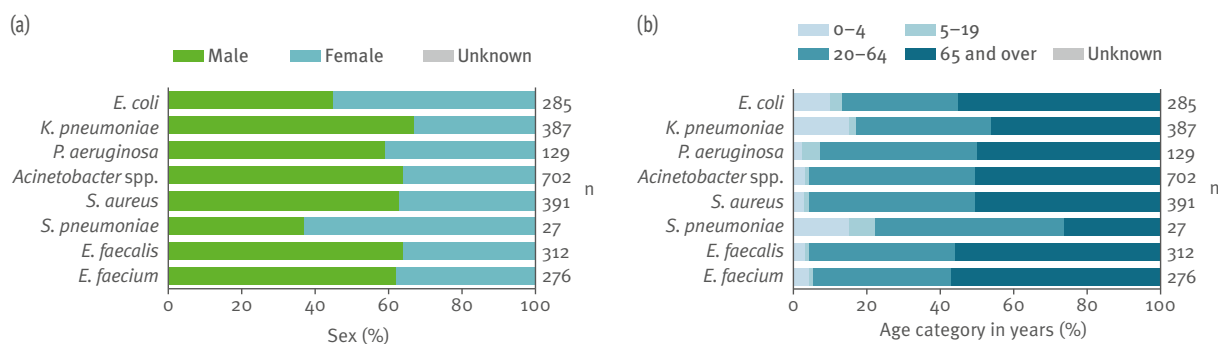 (a)
Male Female Unknown
E. coli 285
K. pneumoniae 387
P. aeruginosa 129
Acinetobacter spp. 702
S. aureus 391
S. pneumoniae 27
E. faecalis 312
E. faecium 276
n
0 20 40 60 80 100
Sex (%)
(b)
0–4 5–19
20–64 65 and over Unknown
E. coli 285
K. pneumoniae 387
P. aeruginosa 129
Acinetobacter spp. 702
S. aureus 391
S. pneumoniae 27
E. faecalis 312
E. faecium 276
n
0 20 40 60 80 100
Age category in years (%)